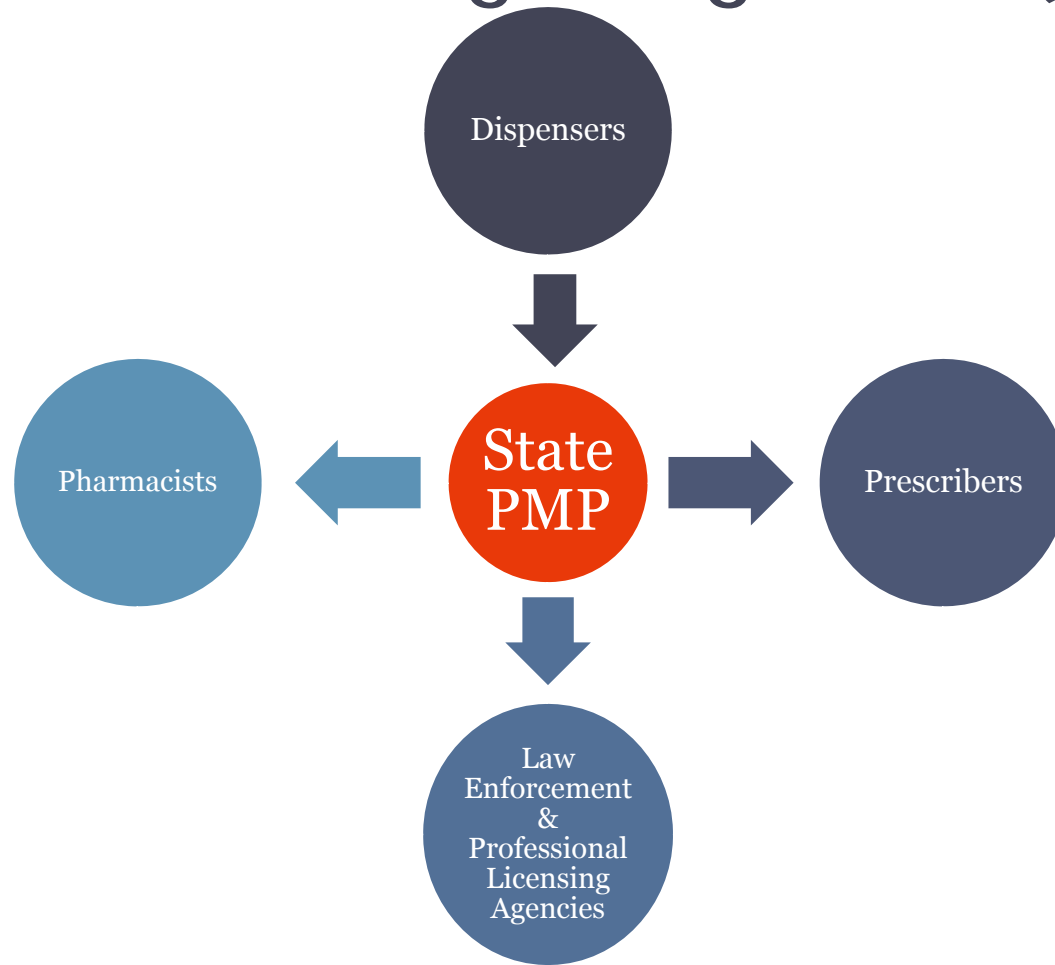 Dispensers
State
PMP
Pharmacists
Prescribers
Law
Enforcement
&
Professional
Licensing
Agencies